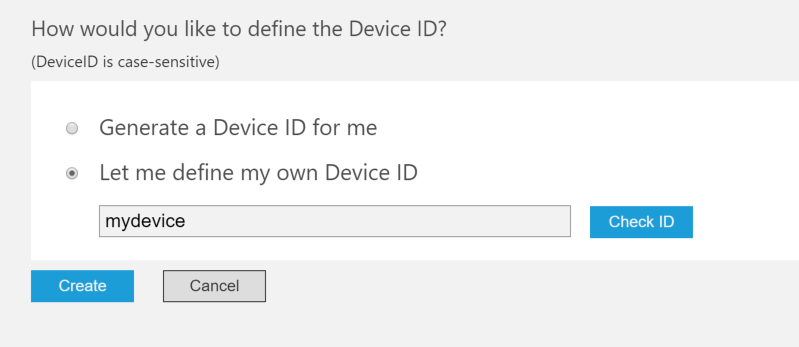 How would you like to define the Device ID?
(DeviceID is case-sensitive)
Generate a Device ID for me
Let me define my own Device ID
mydevice
Check ID
Create
Cancel